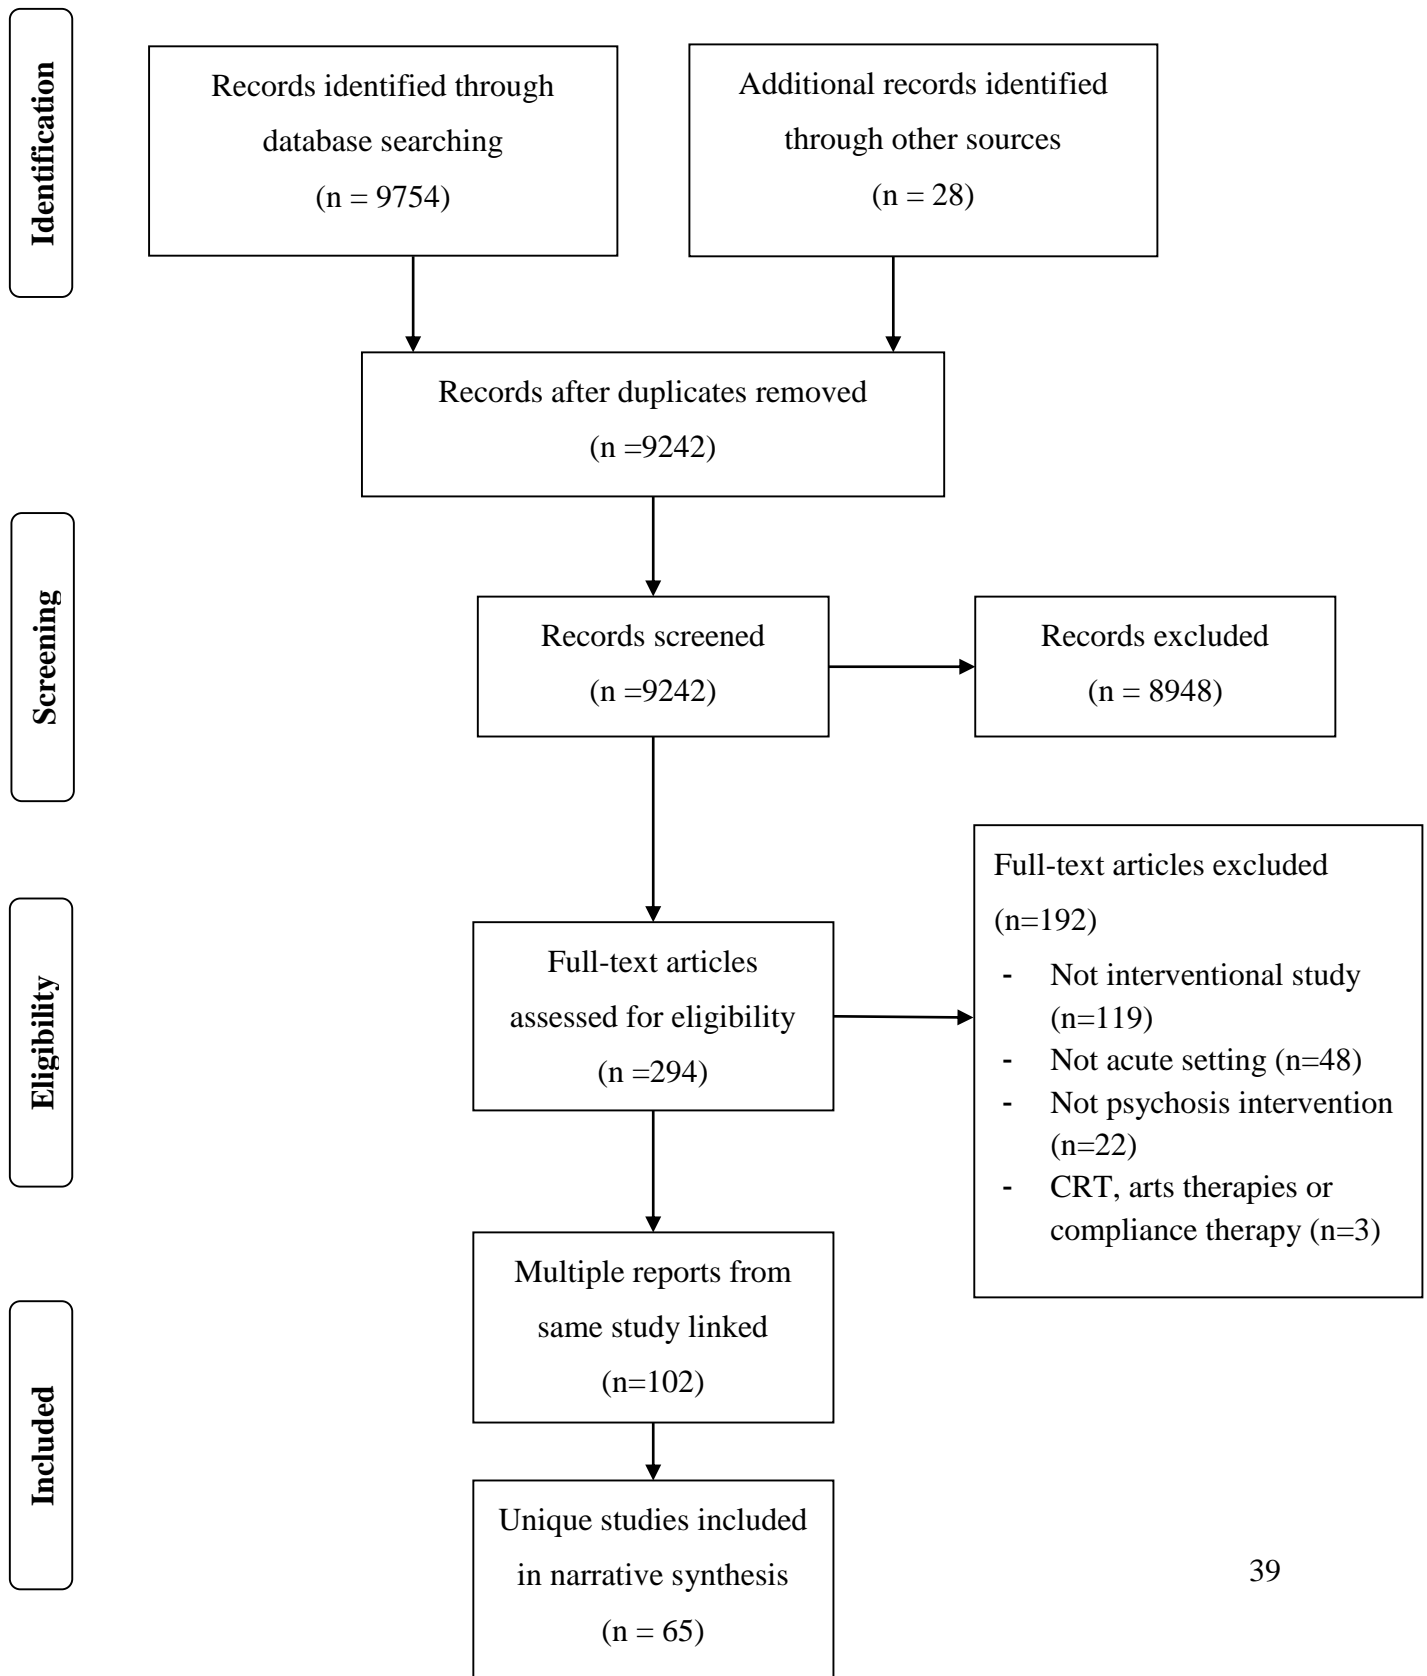 Identification
Records identified through
database searching
(n = 9754)
Additional records identified
through other sources
(n = 28)
Records after duplicates removed
(n =9242)
Screening
Records screened
(n =9242)
Records excluded
(n = 8948)
Eligibility
Full-text articles
assessed for eligibility
(n =294)
Full-text articles excluded
(n=192)
- Not interventional study
(n=119)
- Not acute setting (n=48)
- Not psychosis intervention
(n=22)
- CRT, arts therapies or
compliance therapy (n=3)
Multiple reports from
same study linked
(n=102)
Included
Unique studies included
in narrative synthesis
(n = 65)
39